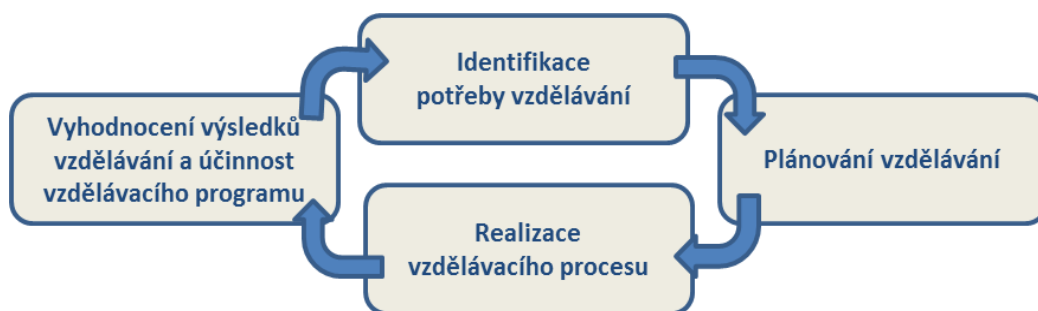 Identifikace
potřeby vzdělávání
Vyhodnocení výsledků
vzdělávání a účinnost
vzdělávacího programu
Plánování vzdělávání
Realizace
vzdělávacího procesu